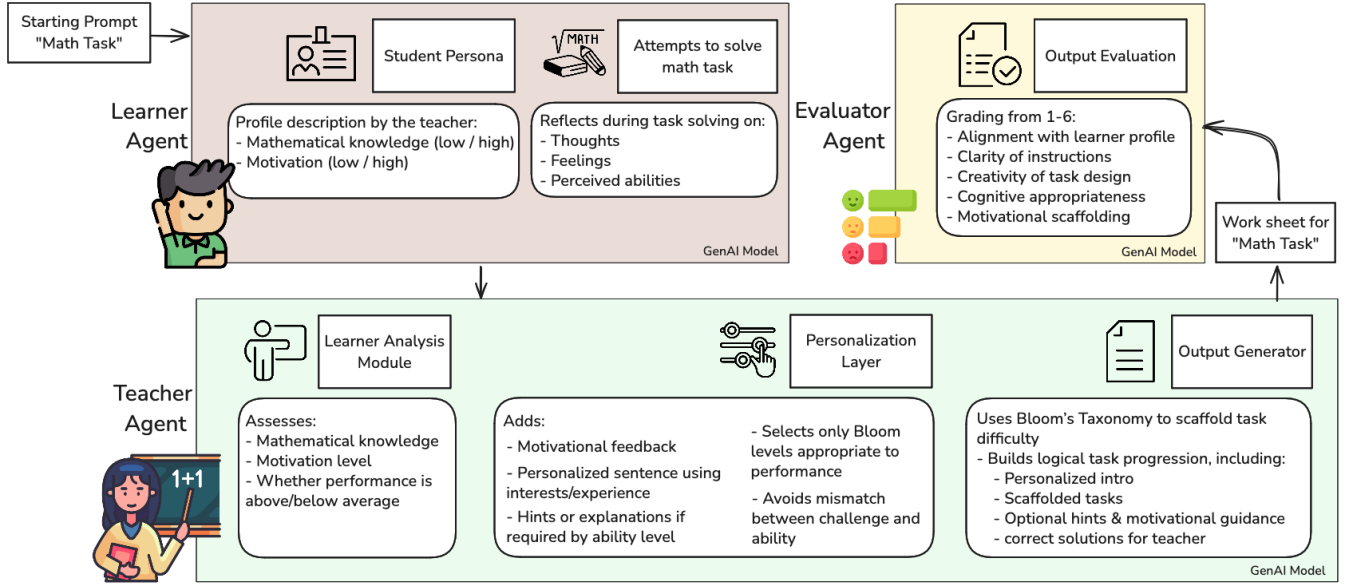 Starting Prompt
"Math Task"
Learner
Agent
Student Persona
Profile description by the teacher:
- Mathematical knowledge (low / high)
- Motivation (low / high)
√MATH
Attempts to solve
math task
Reflects during task solving on:
- Thoughts
- Feelings
- Perceived abilities
GenAI Model
Evaluator
Agent
Output Evaluation
Grading from 1-6:
- Alignment with learner profile
- Clarity of instructions
- Creativity of task design
- Cognitive appropriateness
- Motivational scaffolding
GenAI Model
Work sheet for
"Math Task"
Teacher
Agent
1+1
Learner Analysis
Module
Assesses:
- Mathematical knowledge
- Motivation level
- Whether performance is
above/below average
Personalization
Layer
Adds:
- Motivational feedback
- Personalized sentence using
interests/experience
- Hints or explanations if
required by ability level
- Selects only Bloom
levels appropriate to
performance
- Avoids mismatch
between challenge and
ability
Output Generator
Uses Bloom's Taxonomy to scaffold task
difficulty
- Builds logical task progression, including:
- Personalized intro
- Scaffolded tasks
- Optional hints & motivational guidance
- correct solutions for teacher
GenAI Model